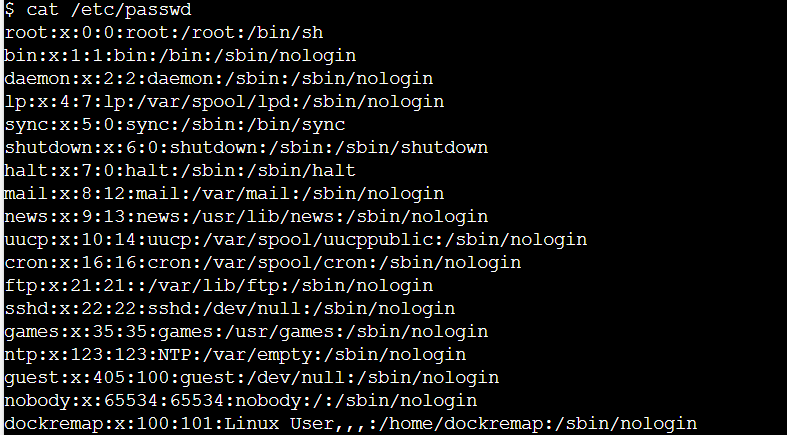 $ cat /etc/passwd
root:x:0:0:root:/root:/bin/sh
bin:x:1:1:bin:/bin:/sbin/nologin
daemon:x:2:2:daemon:/sbin:/sbin/nologin
lp:x:4:7:lp:/var/spool/lpd:/sbin/nologin
sync:x:5:0:sync:/sbin:/bin/sync
shutdown:x:6:0:shutdown:/sbin:/sbin/shutdown
halt:x:7:0:halt:/sbin:/sbin/halt
mail:x:8:12:mail:/var/mail:/sbin/nologin
news:x:9:13:news:/usr/lib/news:/sbin/nologin
uucp:x:10:14:uucp:/var/spool/uucppublic:/sbin/nologin
cron:x:16:16:cron:/var/spool/cron:/sbin/nologin
ftp:x:21:21::/var/lib/ftp:/sbin/nologin
sshd:x:22:22:sshd:/dev/null:/sbin/nologin
games:x:35:35:games:/usr/games:/sbin/nologin
ntp:x:123:123:NTP:/var/empty:/sbin/nologin
guest:x:405:100:guest:/dev/null:/sbin/nologin
nobody:x:65534:65534:nobody:/:/sbin/nologin
dockremap:x:100:101:Linux User,,,:/home/dockremap:/sbin/nologin